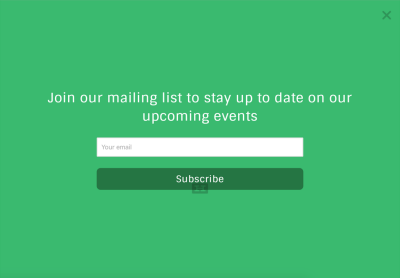 Join our mailing list to stay up to date on our
upcoming events
Your email
Subscribe